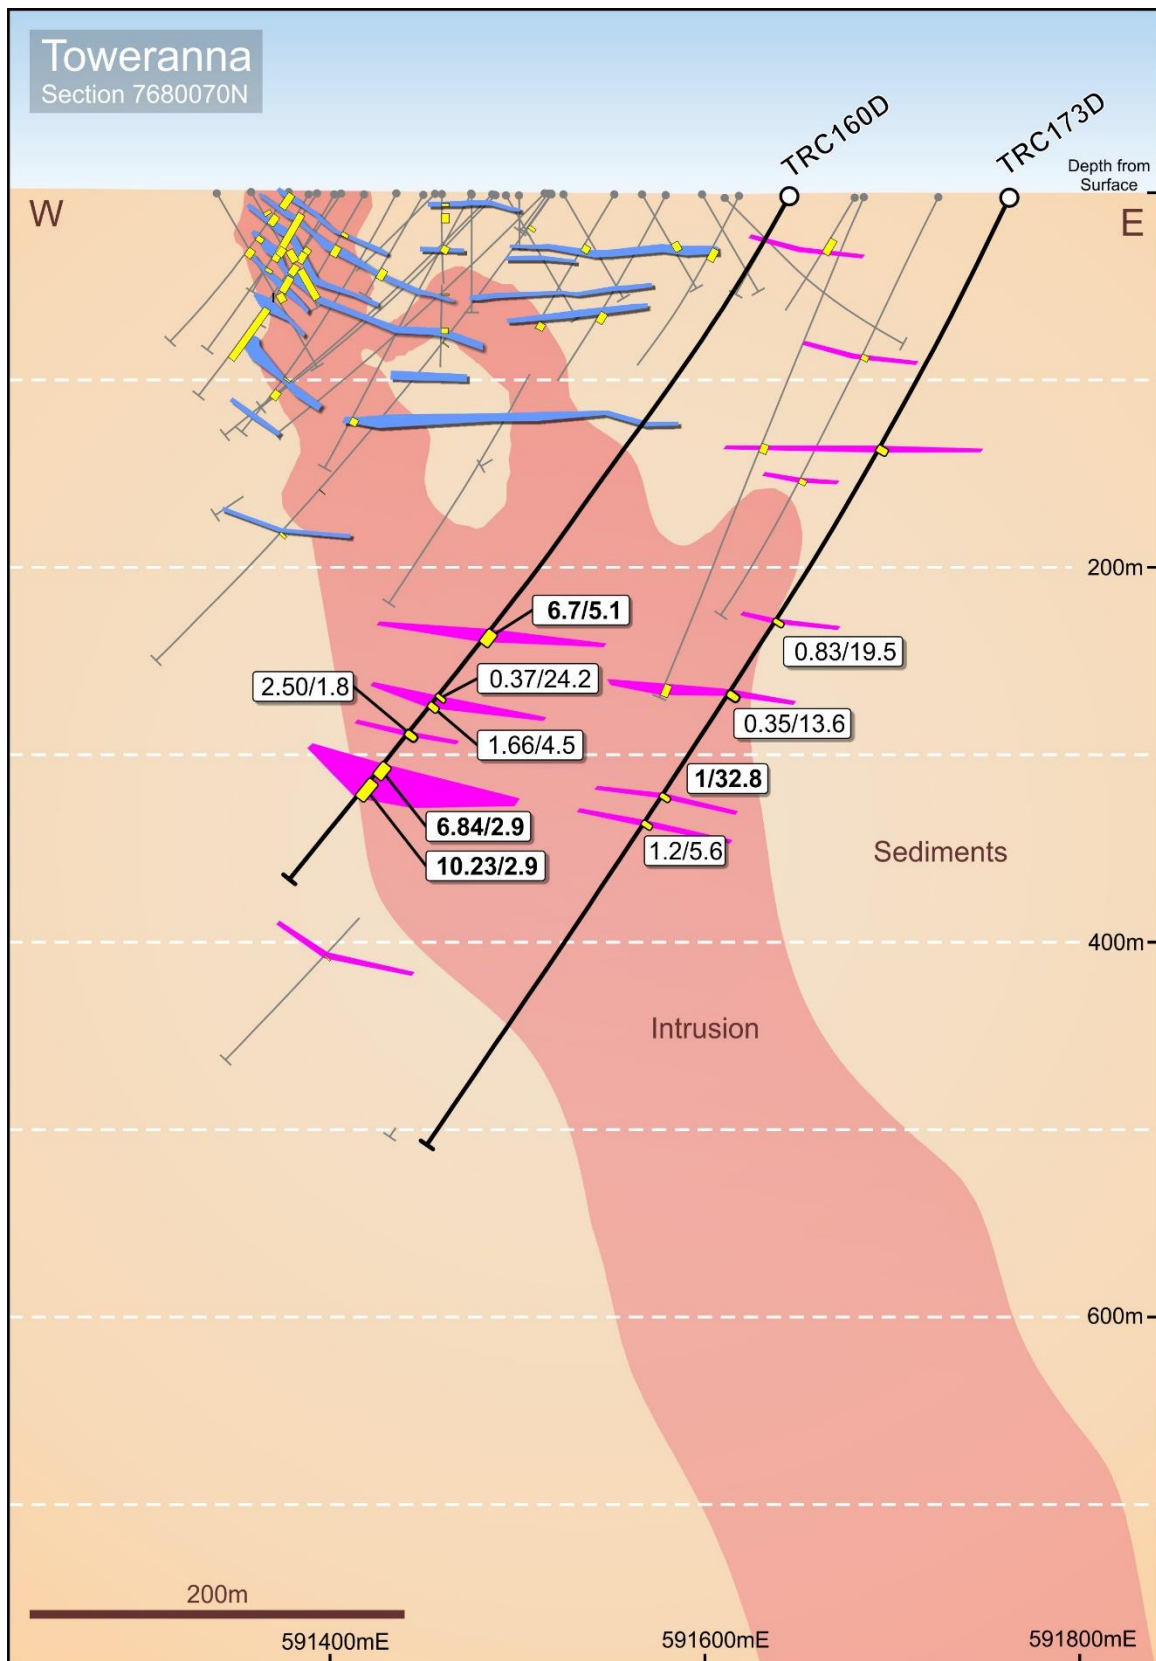 Toweranna
Section 7680070N
TRC160D
TRC173D
Depth from
Surface
W
E
200m
6.7/5.1
0.83/19.5
2.50/1.8
0.37/24.2
0.35/13.6
1.66/4.5
1/32.8
6.84/2.9
1.2/5.6
Sediments
10.23/2.9
400m
Intrusion
600m
200m
591400mE
591600mE
591800mE